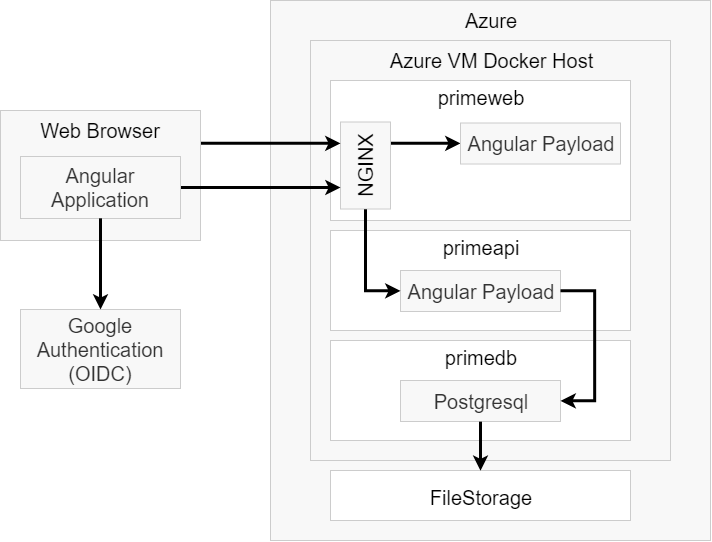 Azure
Azure VM Docker Host
primeweb
Web Browser
NGINX
Angular Payload
Angular
Application
primeapi
Angular Payload
Google
Authentication
(OIDC)
primedb
Postgresql
FileStorage